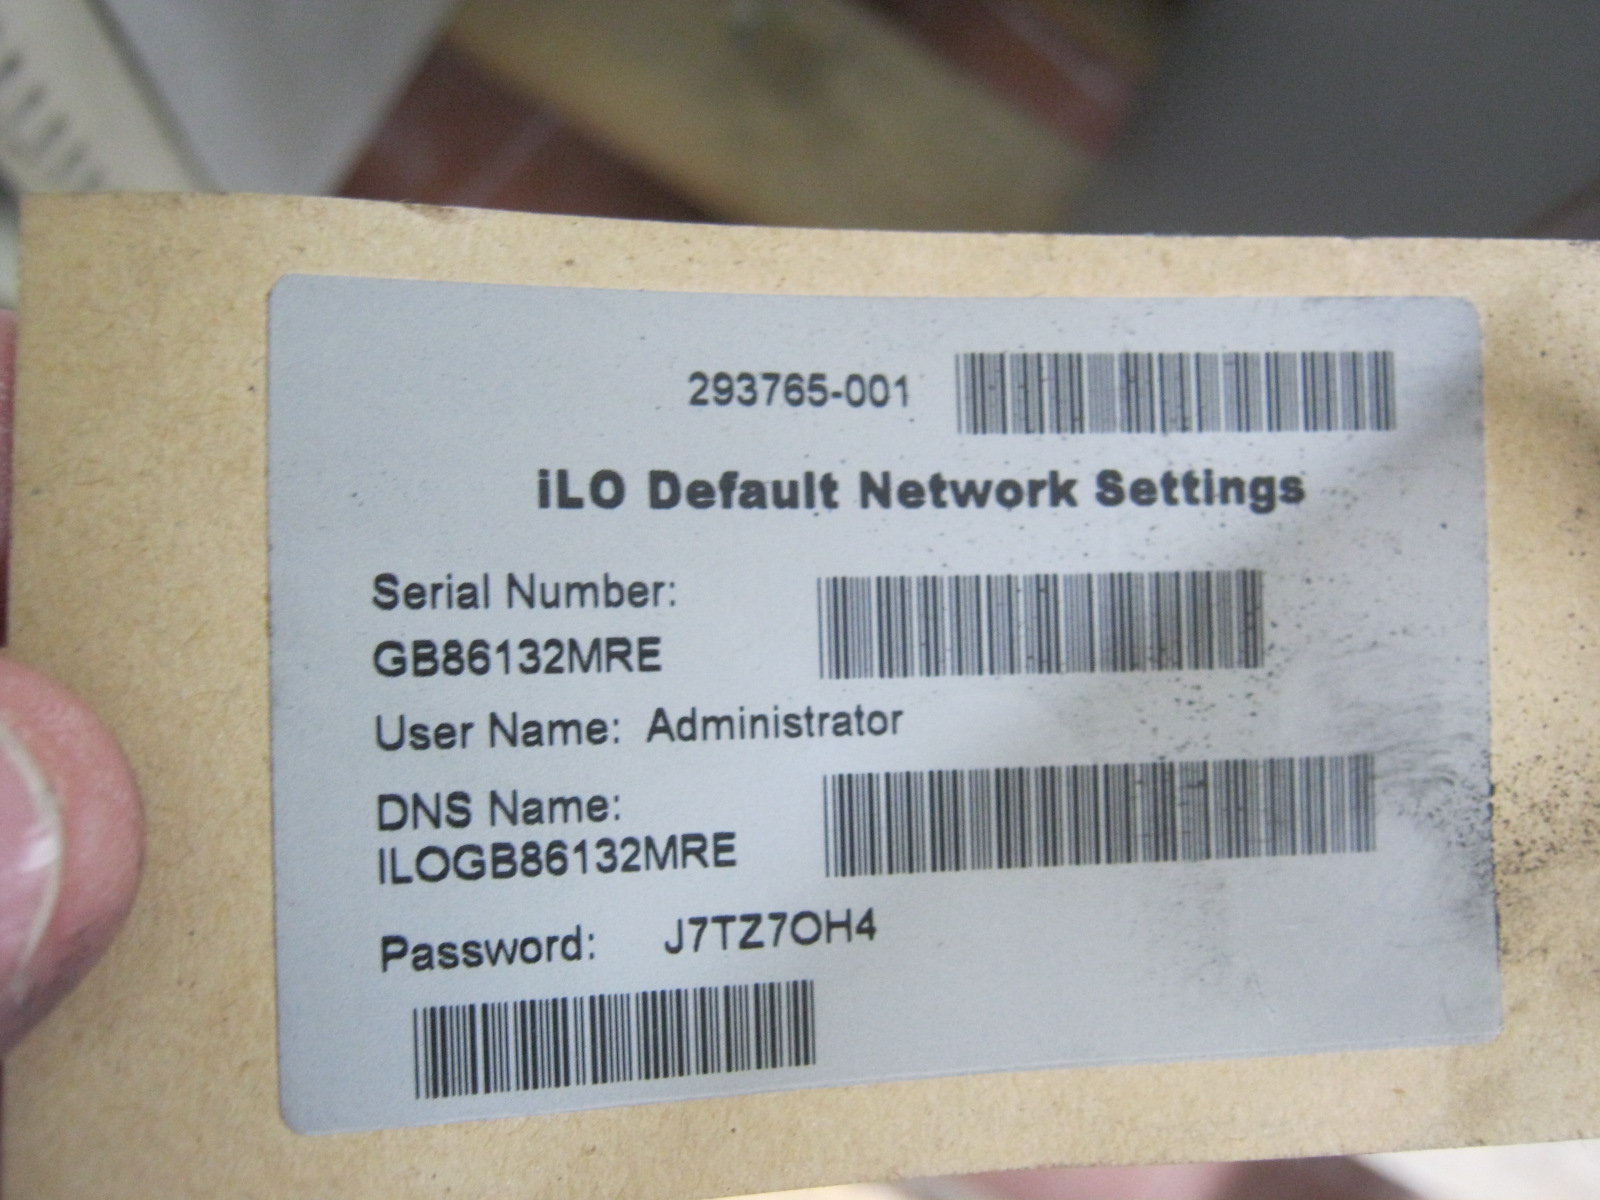 293765-001
iLO Default Network Settings
Serial Number:
GB86132MRE
User Name: Administrator
DNS Name:
ILOGB86132MRE
Password: J7TZ7OH4